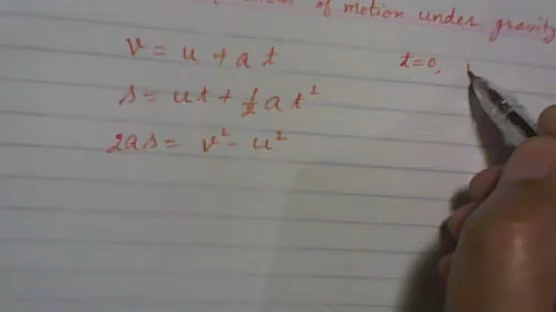 of motion under gravity
v = u + a t
t=0,
s = ut + ½ a t²
2as = v² - u²